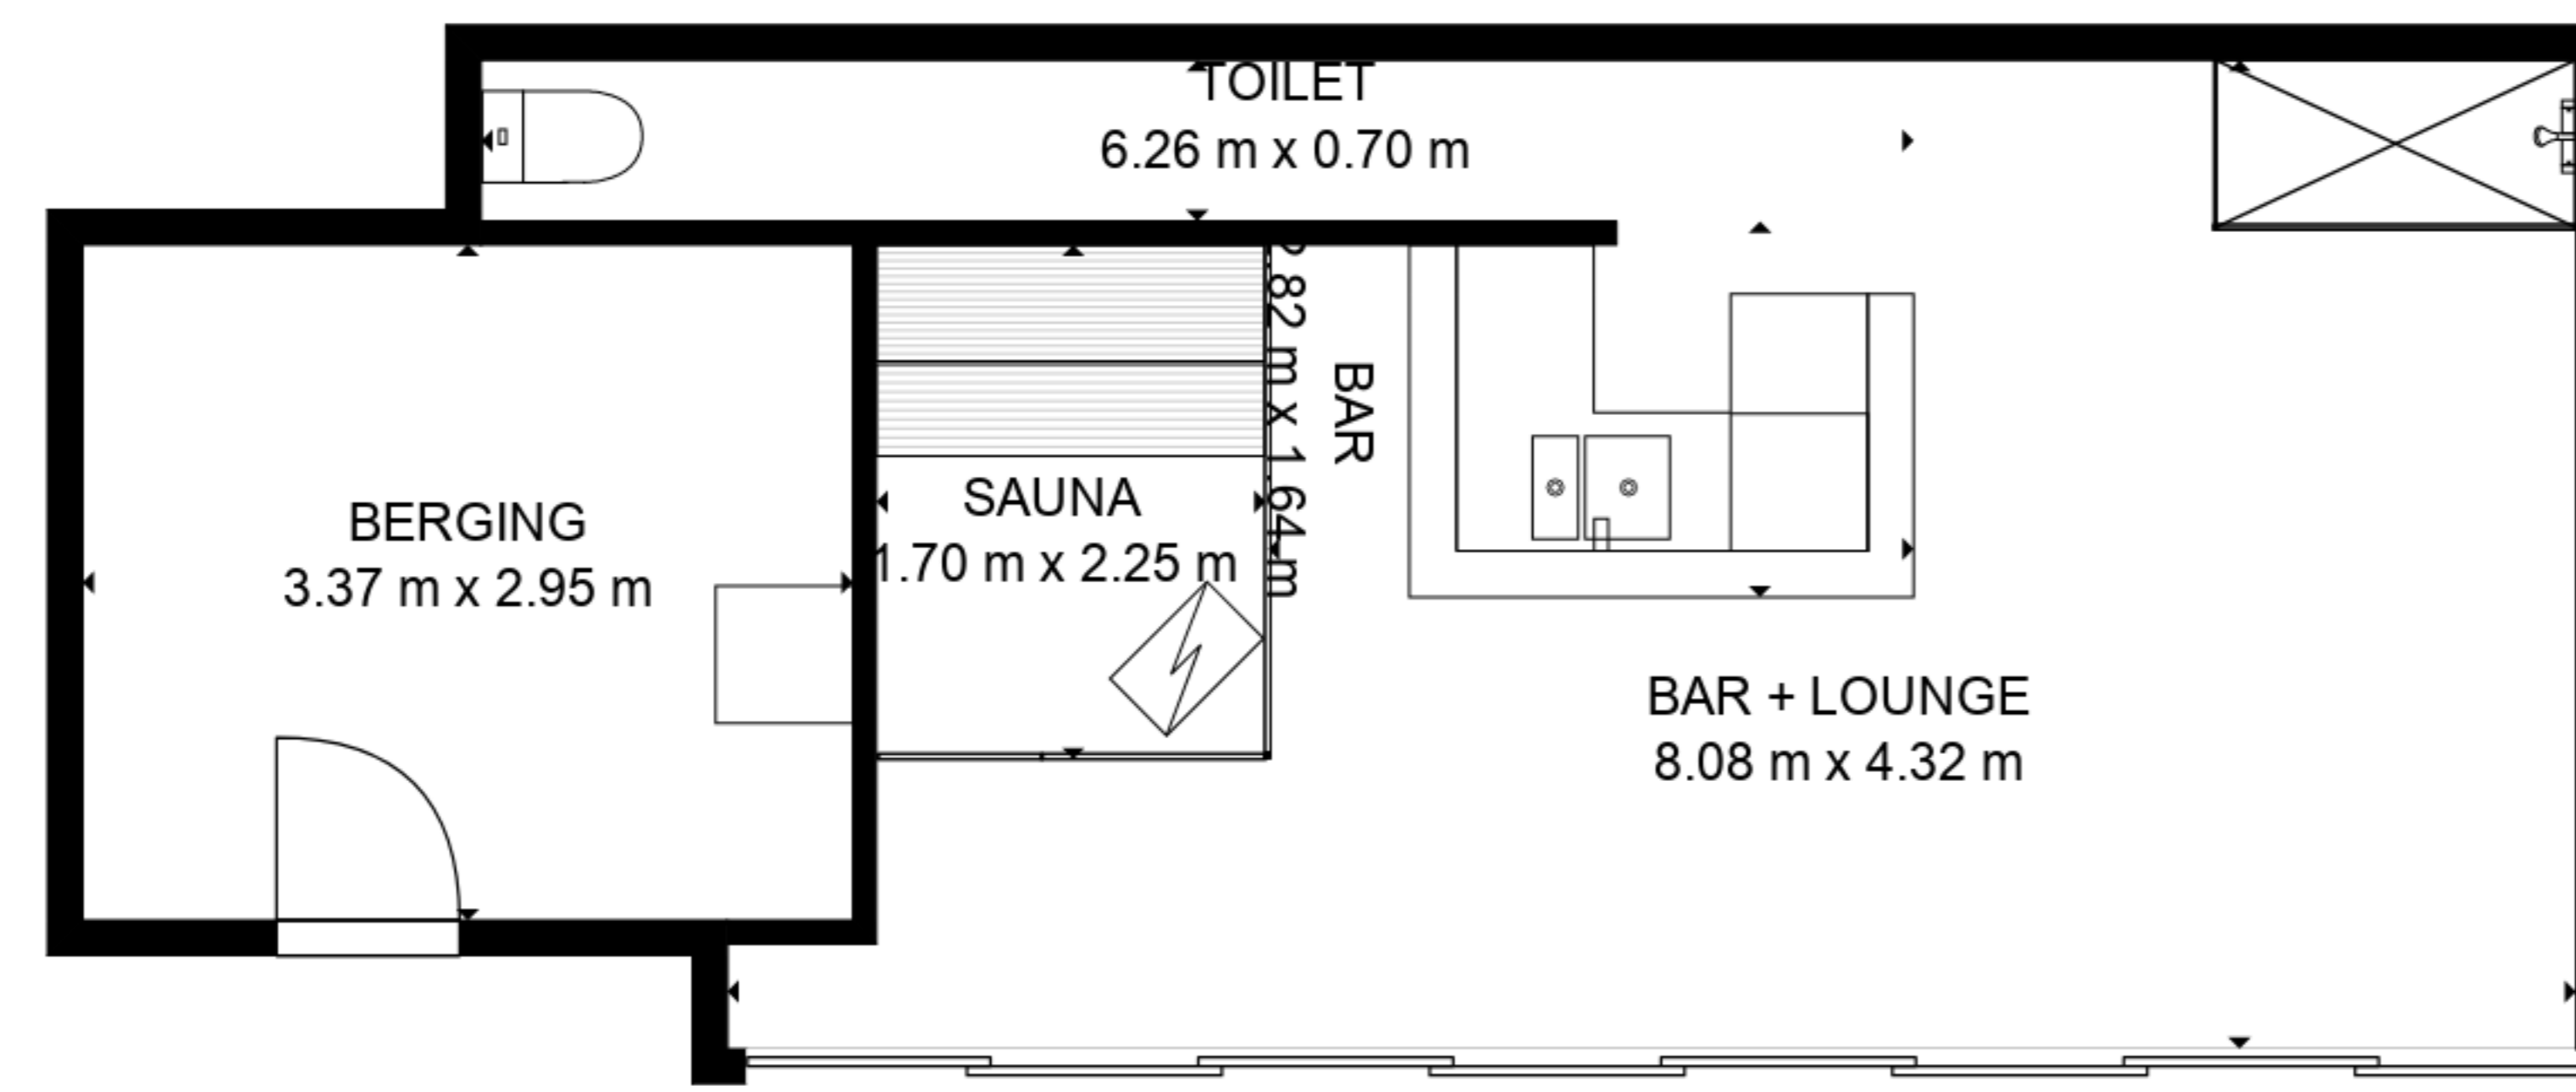 TOILET
6.26 m x 0.70 m
BAR
2.82 m x 1.64 m
SAUNA
1.70 m x 2.25 m
BERGING
3.37 m x 2.95 m
BAR + LOUNGE
8.08 m x 4.32 m